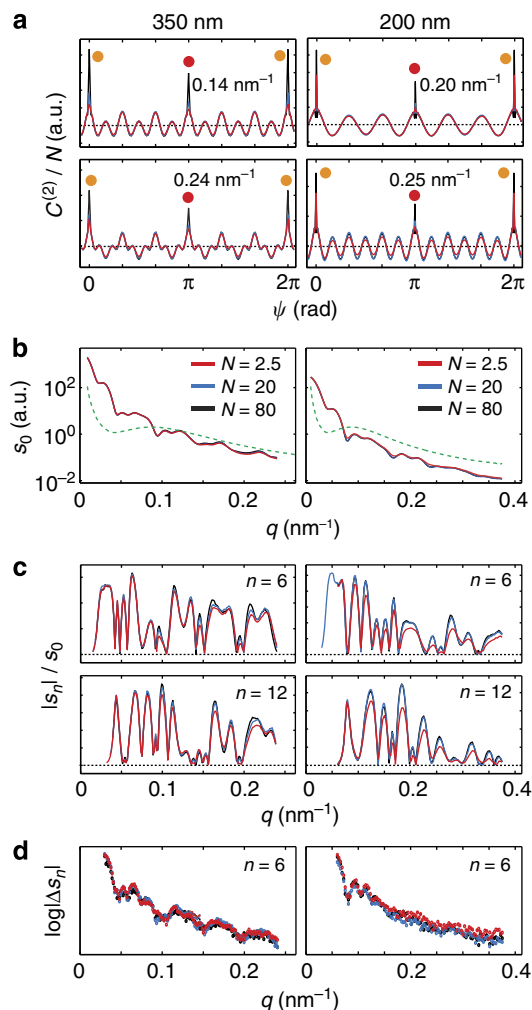 a
350 nm
200 nm
C(2) / N (a.u.)
0.14 nm−1
0.20 nm−1
0.24 nm−1
0.25 nm−1
0 π 2π
0 π 2π
ψ (rad)
b
s0 (a.u.)
10^2
10^0
10^−2
N = 2.5
N = 20
N = 80
N = 2.5
N = 20
N = 80
0 0.1 0.2
0 0.2 0.4
q (nm−1)
c
|sn| / s0
n = 6
n = 6
n = 12
n = 12
0 0.1 0.2
0 0.2 0.4
q (nm−1)
d
log|Δsn|
n = 6
n = 6
0 0.1 0.2
0 0.2 0.4
q (nm−1)